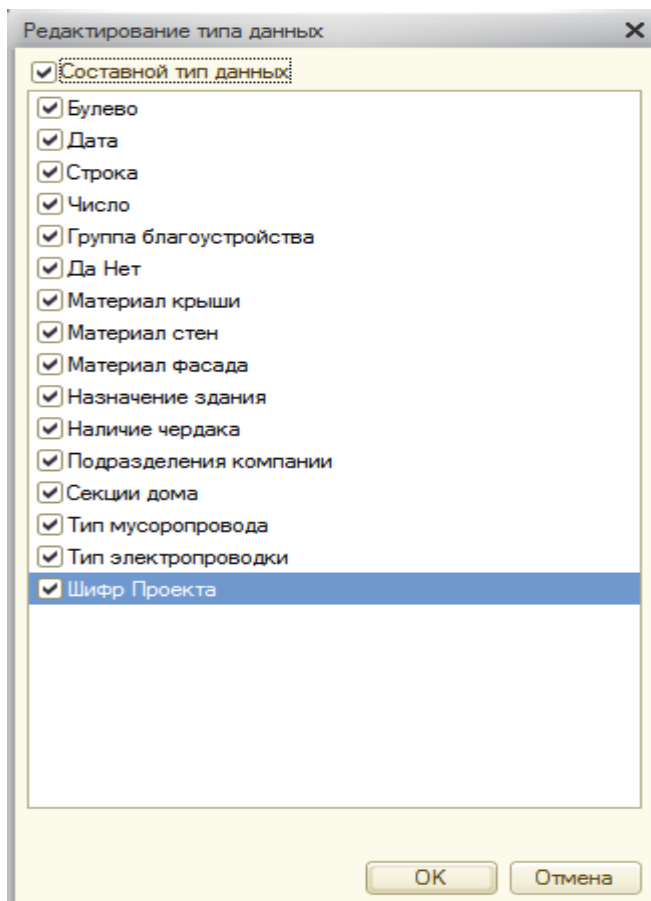 Редактирование типа данных
Составной тип данных
Булево
Дата
Строка
Число
Группа благоустройства
Да Нет
Материал крыши
Материал стен
Материал фасада
Назначение здания
Наличие чердака
Подразделения компании
Секции дома
Тип мусоропровода
Тип электропроводки
Шифр Проекта
OK Отмена